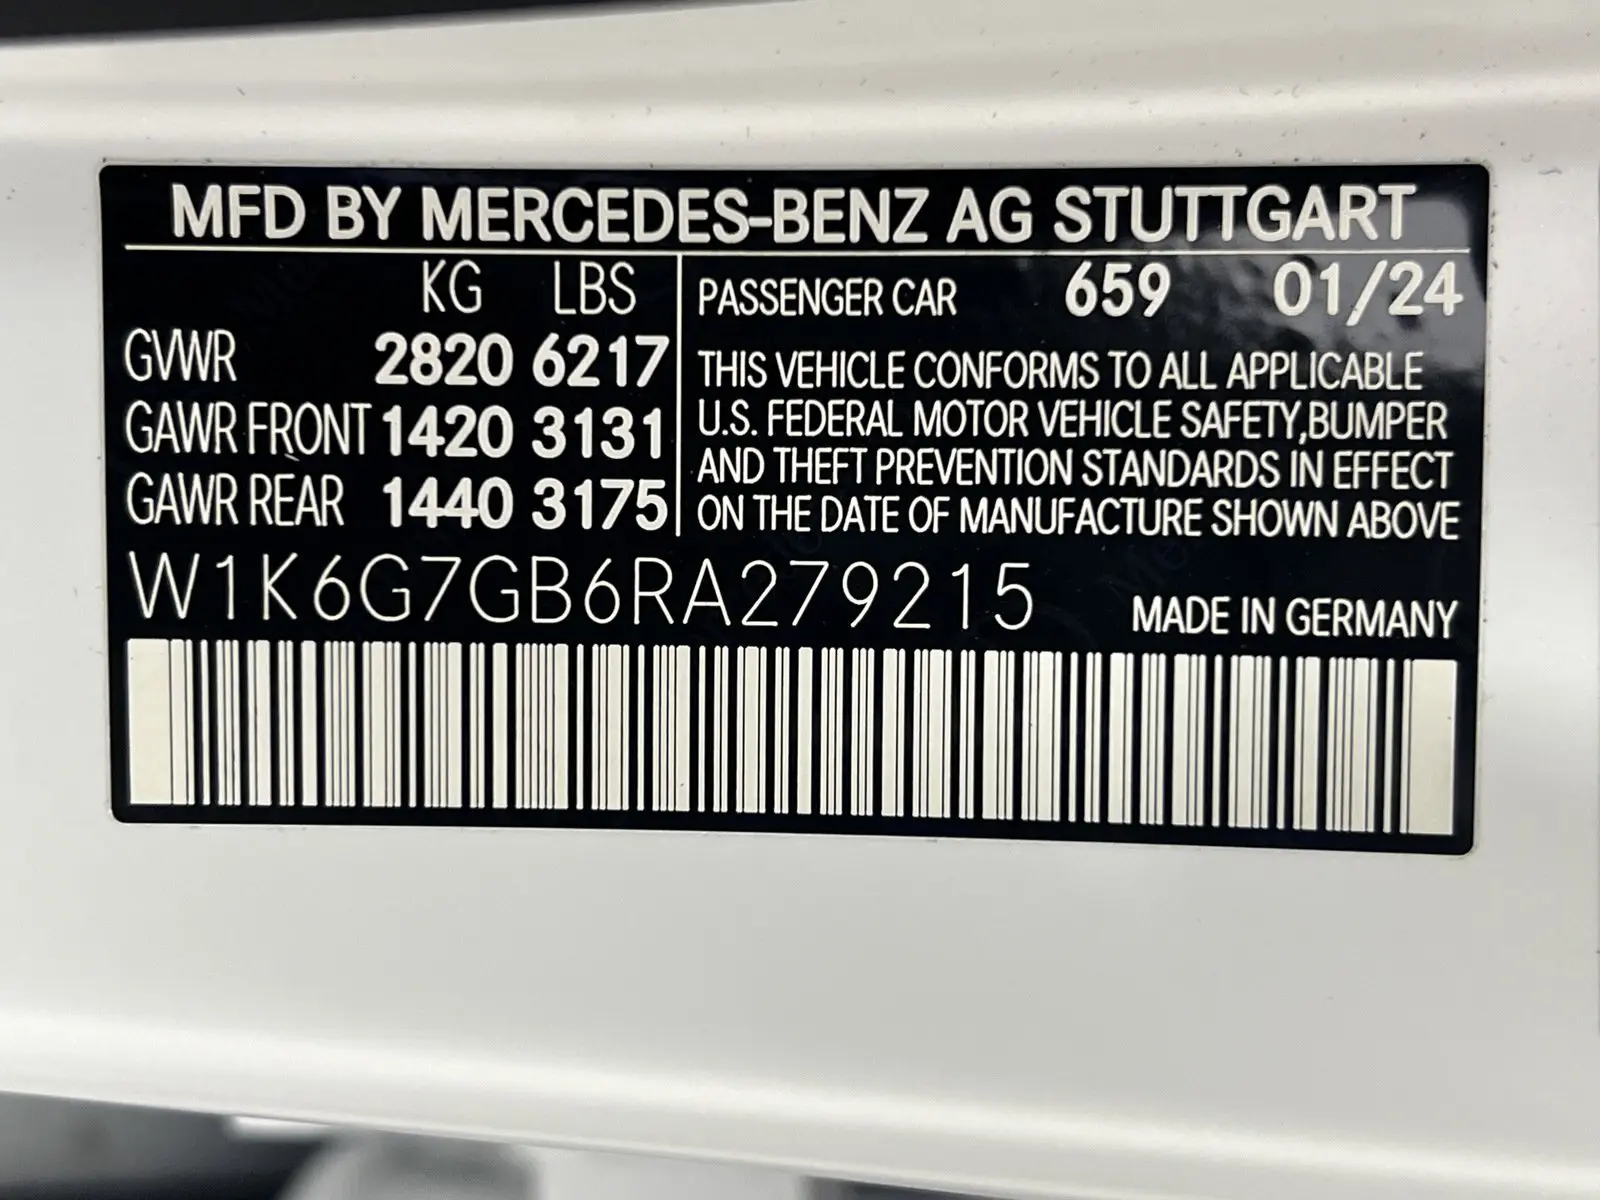 MFD BY MERCEDES-BENZ AG STUTTGART
KG LBS
GVWR 2820 6217
GAWR FRONT 1420 3131
GAWR REAR 1440 3175
PASSENGER CAR 659 01/24
THIS VEHICLE CONFORMS TO ALL APPLICABLE
U.S. FEDERAL MOTOR VEHICLE SAFETY,BUMPER
AND THEFT PREVENTION STANDARDS IN EFFECT
ON THE DATE OF MANUFACTURE SHOWN ABOVE
W1K6G7GB6RA279215
MADE IN GERMANY